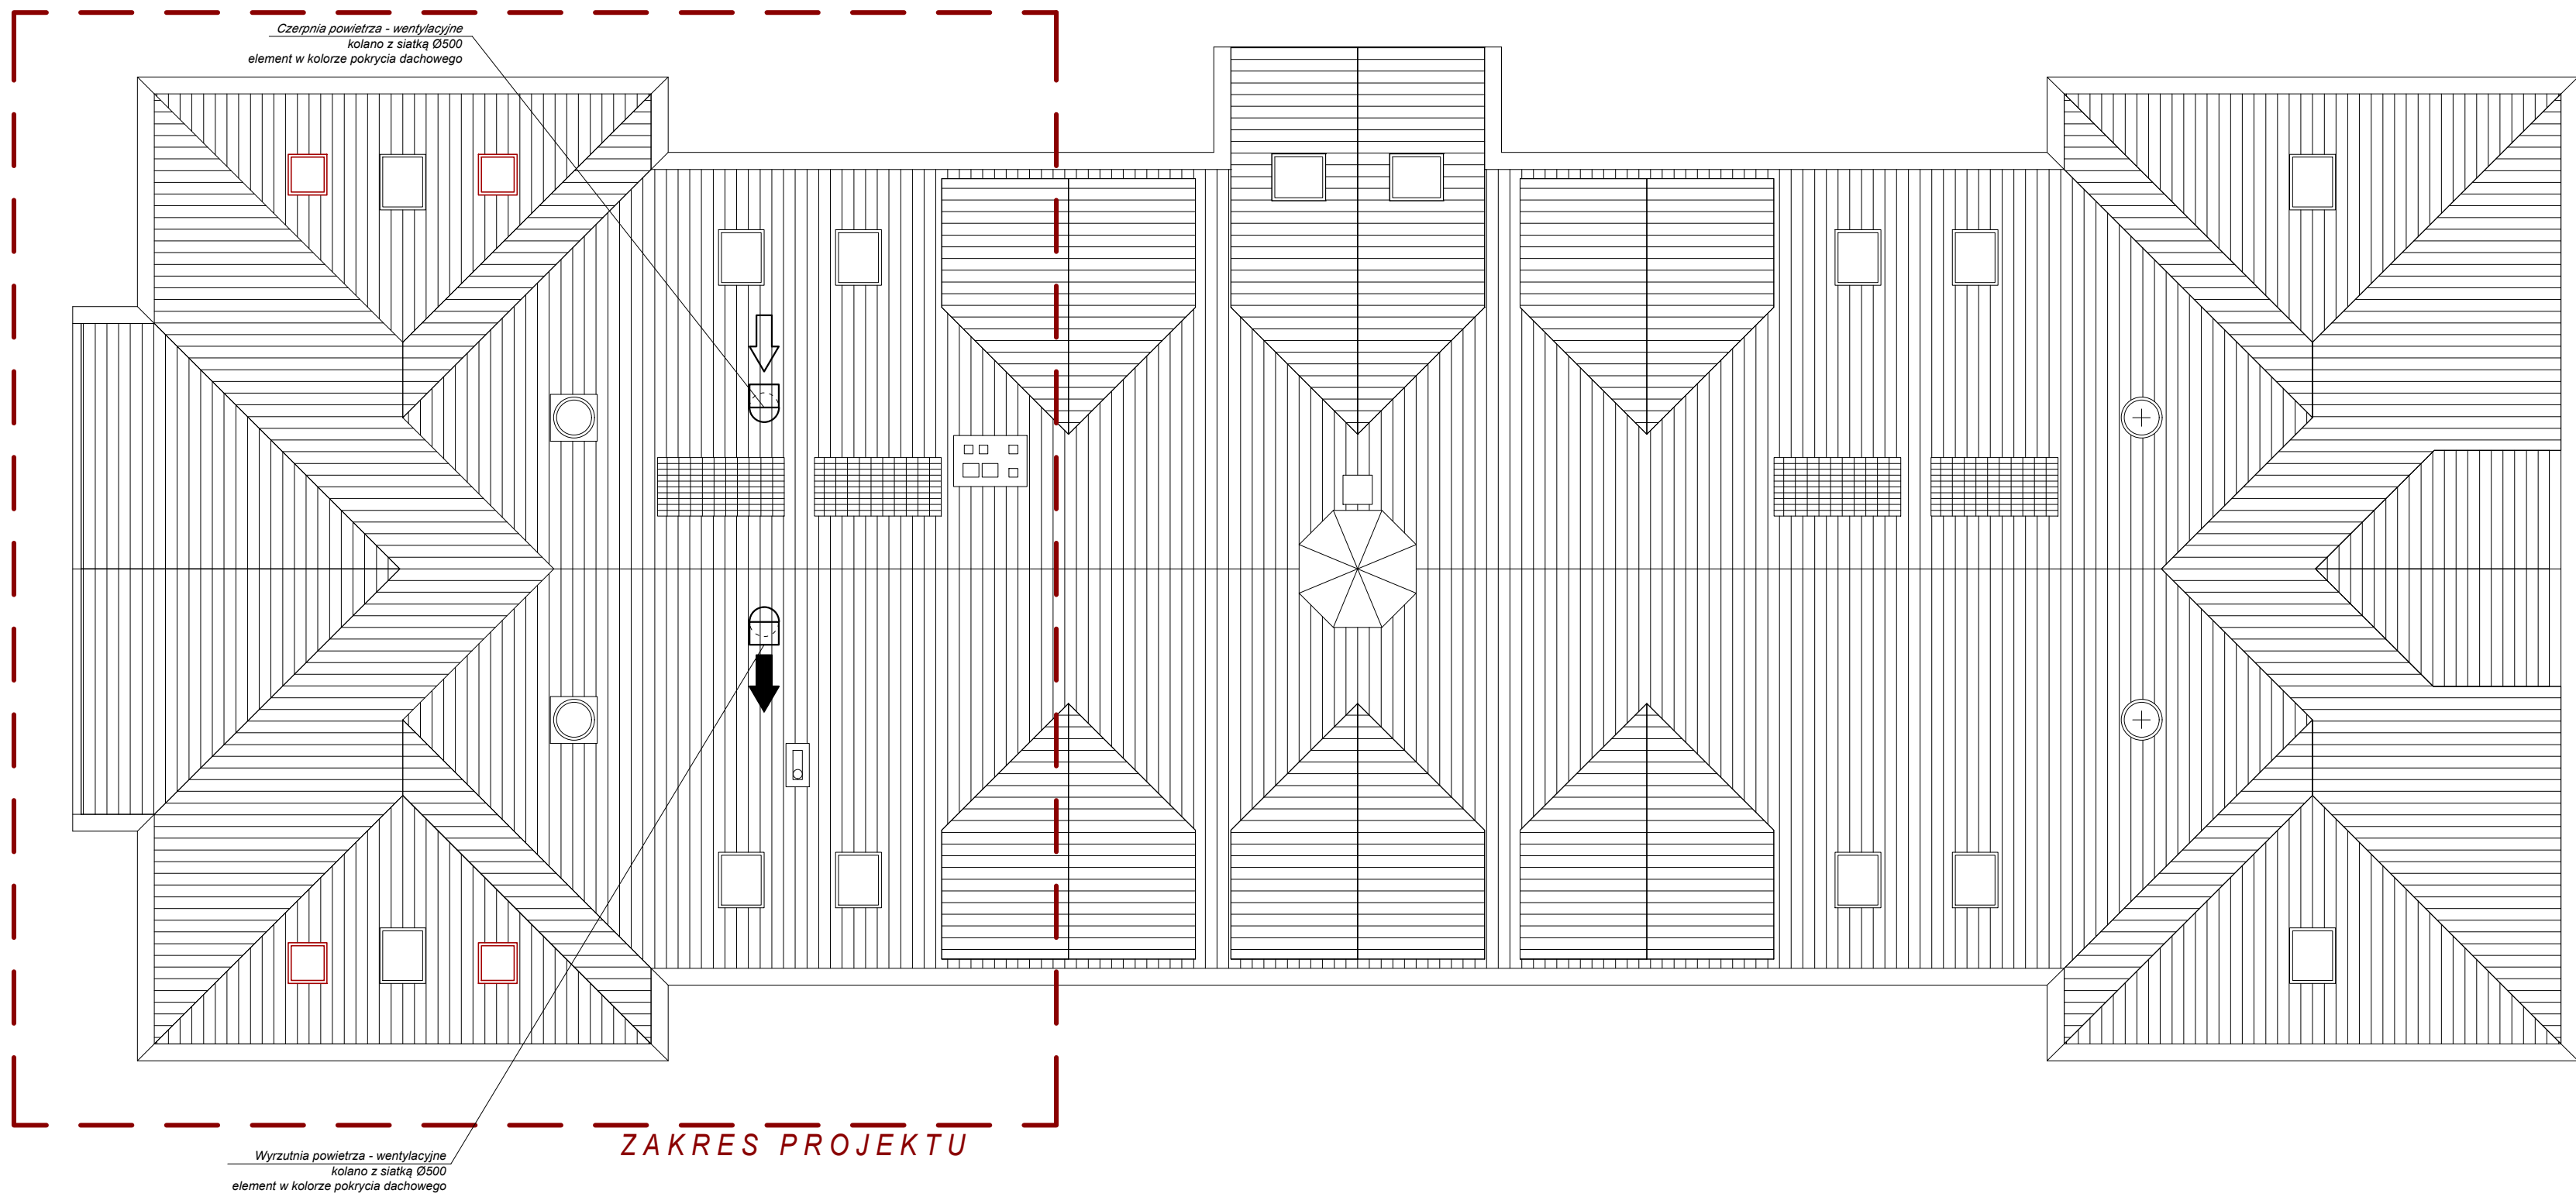 Czerpnia powietrza - wentylacyjne
kolano z siatką Ø500
element w kolorze pokrycia dachowego
ZAKRES PROJEKTU
Wyrzutnia powietrza - wentylacyjne
kolano z siatką Ø500
element w kolorze pokrycia dachowego